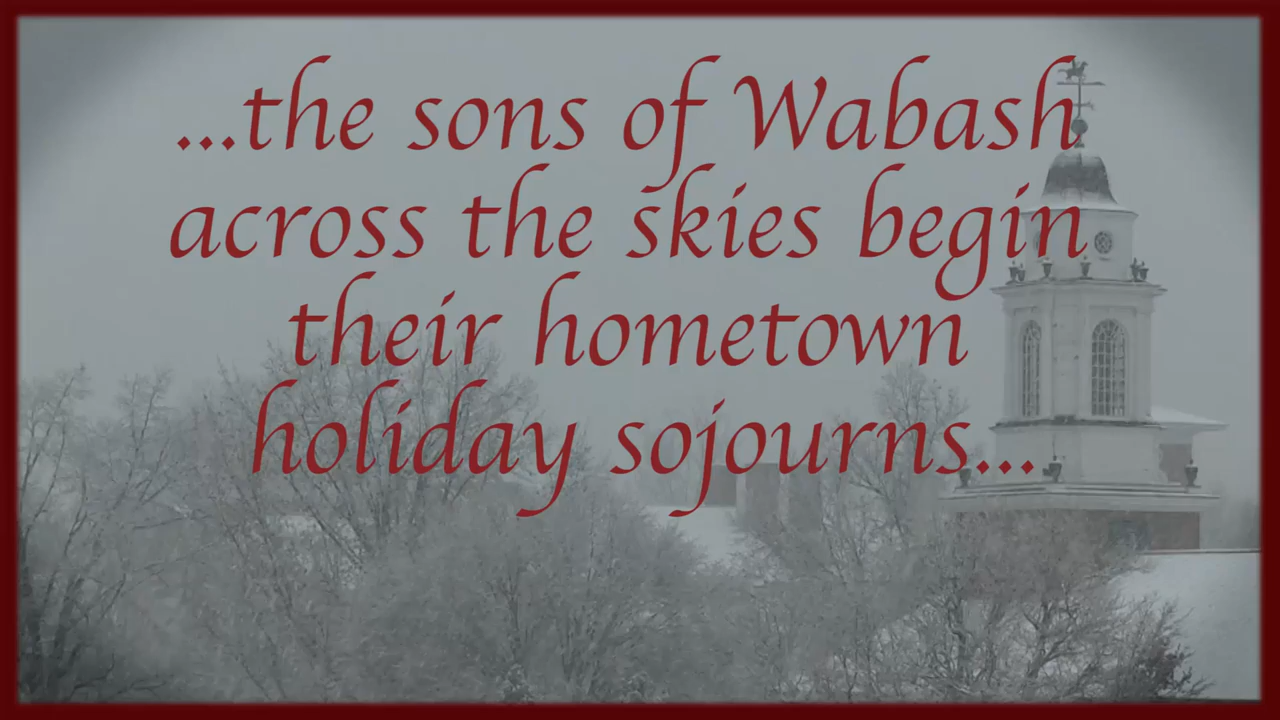 ...the sons of Wabash
across the skies begin
their hometown
holiday sojourns...